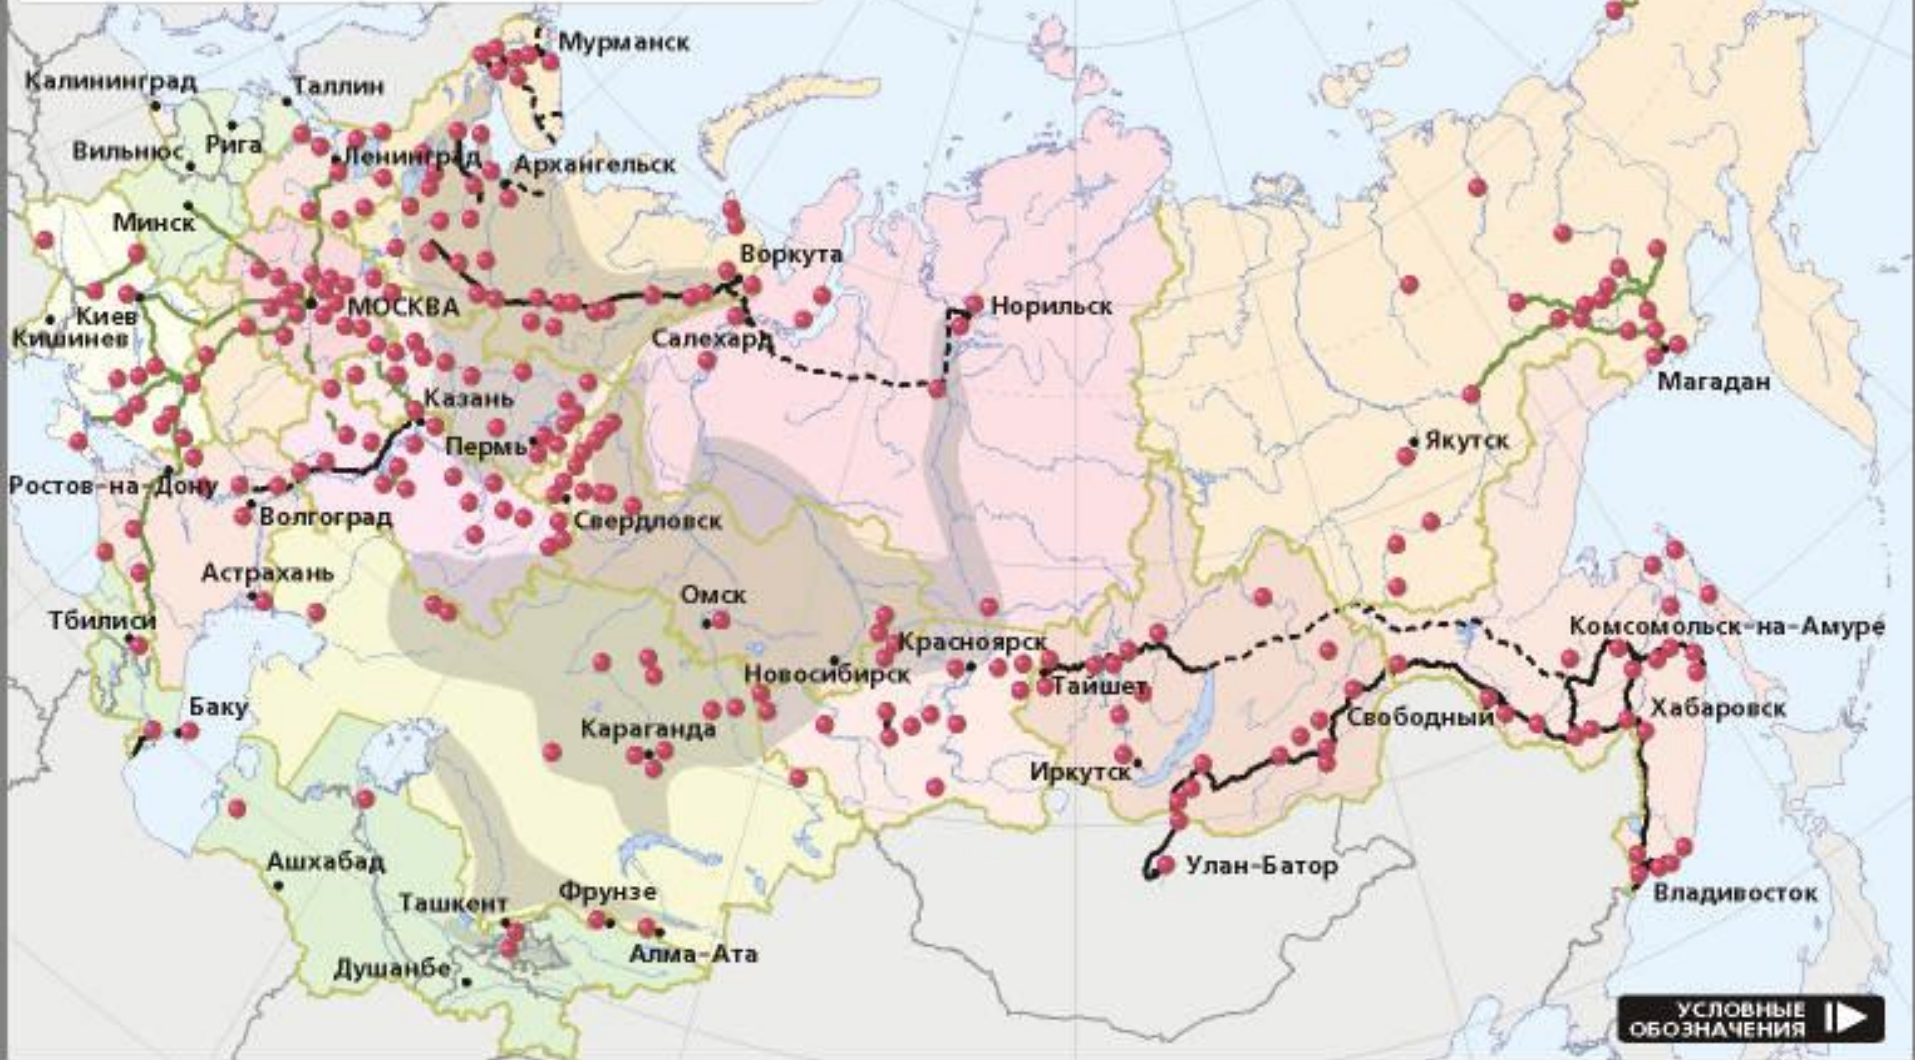 Мурманск
Калининград
Таллин
Вильнюс
Рига
Ленинград
Архангельск
Минск
Воркута
Киев
МОСКВА
Норильск
Кишинев
Салехард
Магадан
Казань
Пермь
Якутск
Ростов-на-Дону
Волгоград
Свердловск
Астрахань
Омск
Тбилиси
Красноярск
Комсомольск-на-Амуре
Новосибирск
Тайшет
Баку
Караганда
Свободный
Хабаровск
Иркутск
Ашхабад
Улан-Батор
Фрунзе
Ташкент
Владивосток
Алма-Ата
Душанбе
УСЛОВНЫЕ
ОБОЗНАЧЕНИЯ